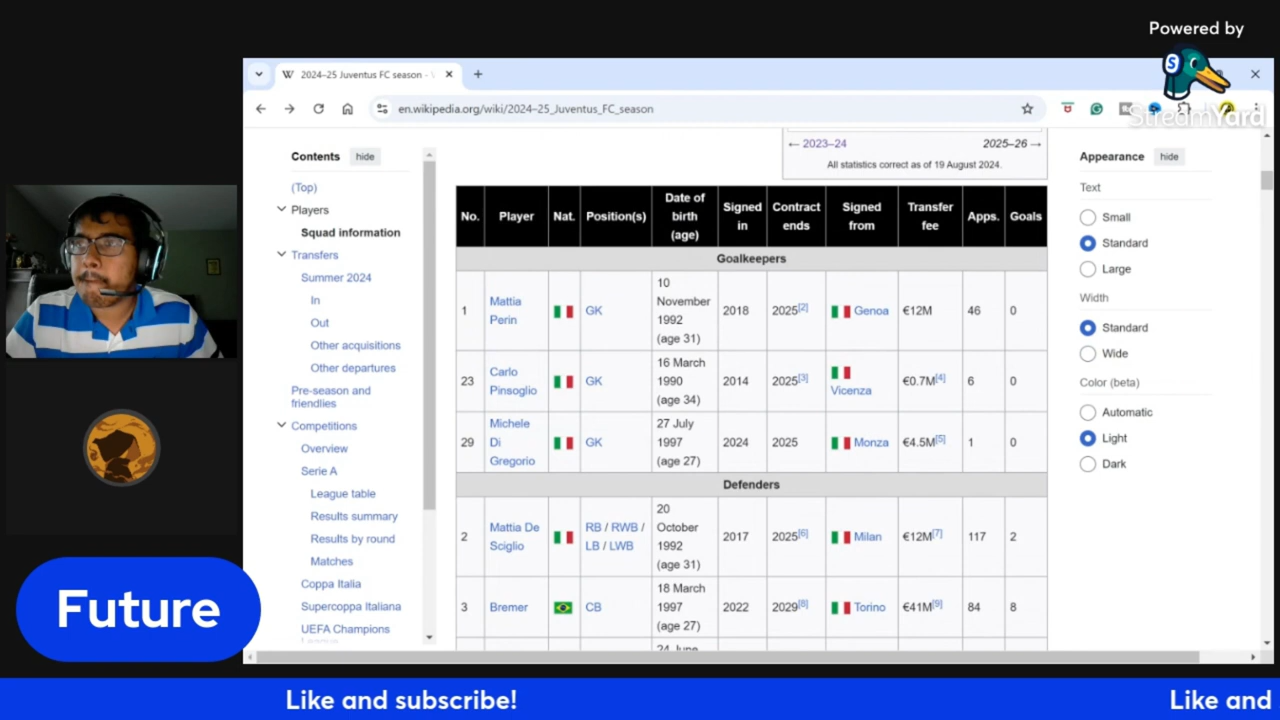 Powered by
StreamYard
2024–25 Juventus FC season -
en.wikipedia.org/wiki/2024–25_Juventus_FC_season
Contents hide
(Top)
Players
Squad information
Transfers
Summer 2024
In
Out
Other acquisitions
Other departures
Pre-season and
friendlies
Competitions
Overview
Serie A
League table
Results summary
Results by round
Matches
Coppa Italia
Supercoppa Italiana
UEFA Champions
League
← 2023–24 2025–26 →
All statistics correct as of 19 August 2024.
No. Player Nat. Position(s) Date of birth (age) Signed in Contract ends Signed from Transfer fee Apps. Goals
Goalkeepers
1 Mattia Perin GK 10 November 1992 (age 31) 2018 2025[2] Genoa €12M 46 0
23 Carlo Pinsoglio GK 16 March 1990 (age 34) 2014 2025[3] Vicenza €0.7M[4] 6 0
29 Michele Di Gregorio GK 27 July 1997 (age 27) 2024 2025 Monza €4.5M[5] 1 0
Defenders
2 Mattia De Sciglio RB / RWB / LB / LWB 20 October 1992 (age 31) 2017 2025[6] Milan €12M[7] 117 2
3 Bremer CB 18 March 1997 (age 27) 2022 2029[8] Torino €41M[9] 84 8
24 June
Appearance hide
Text
Small
Standard
Large
Width
Standard
Wide
Color (beta)
Automatic
Light
Dark
Future
Like and subscribe! Like and